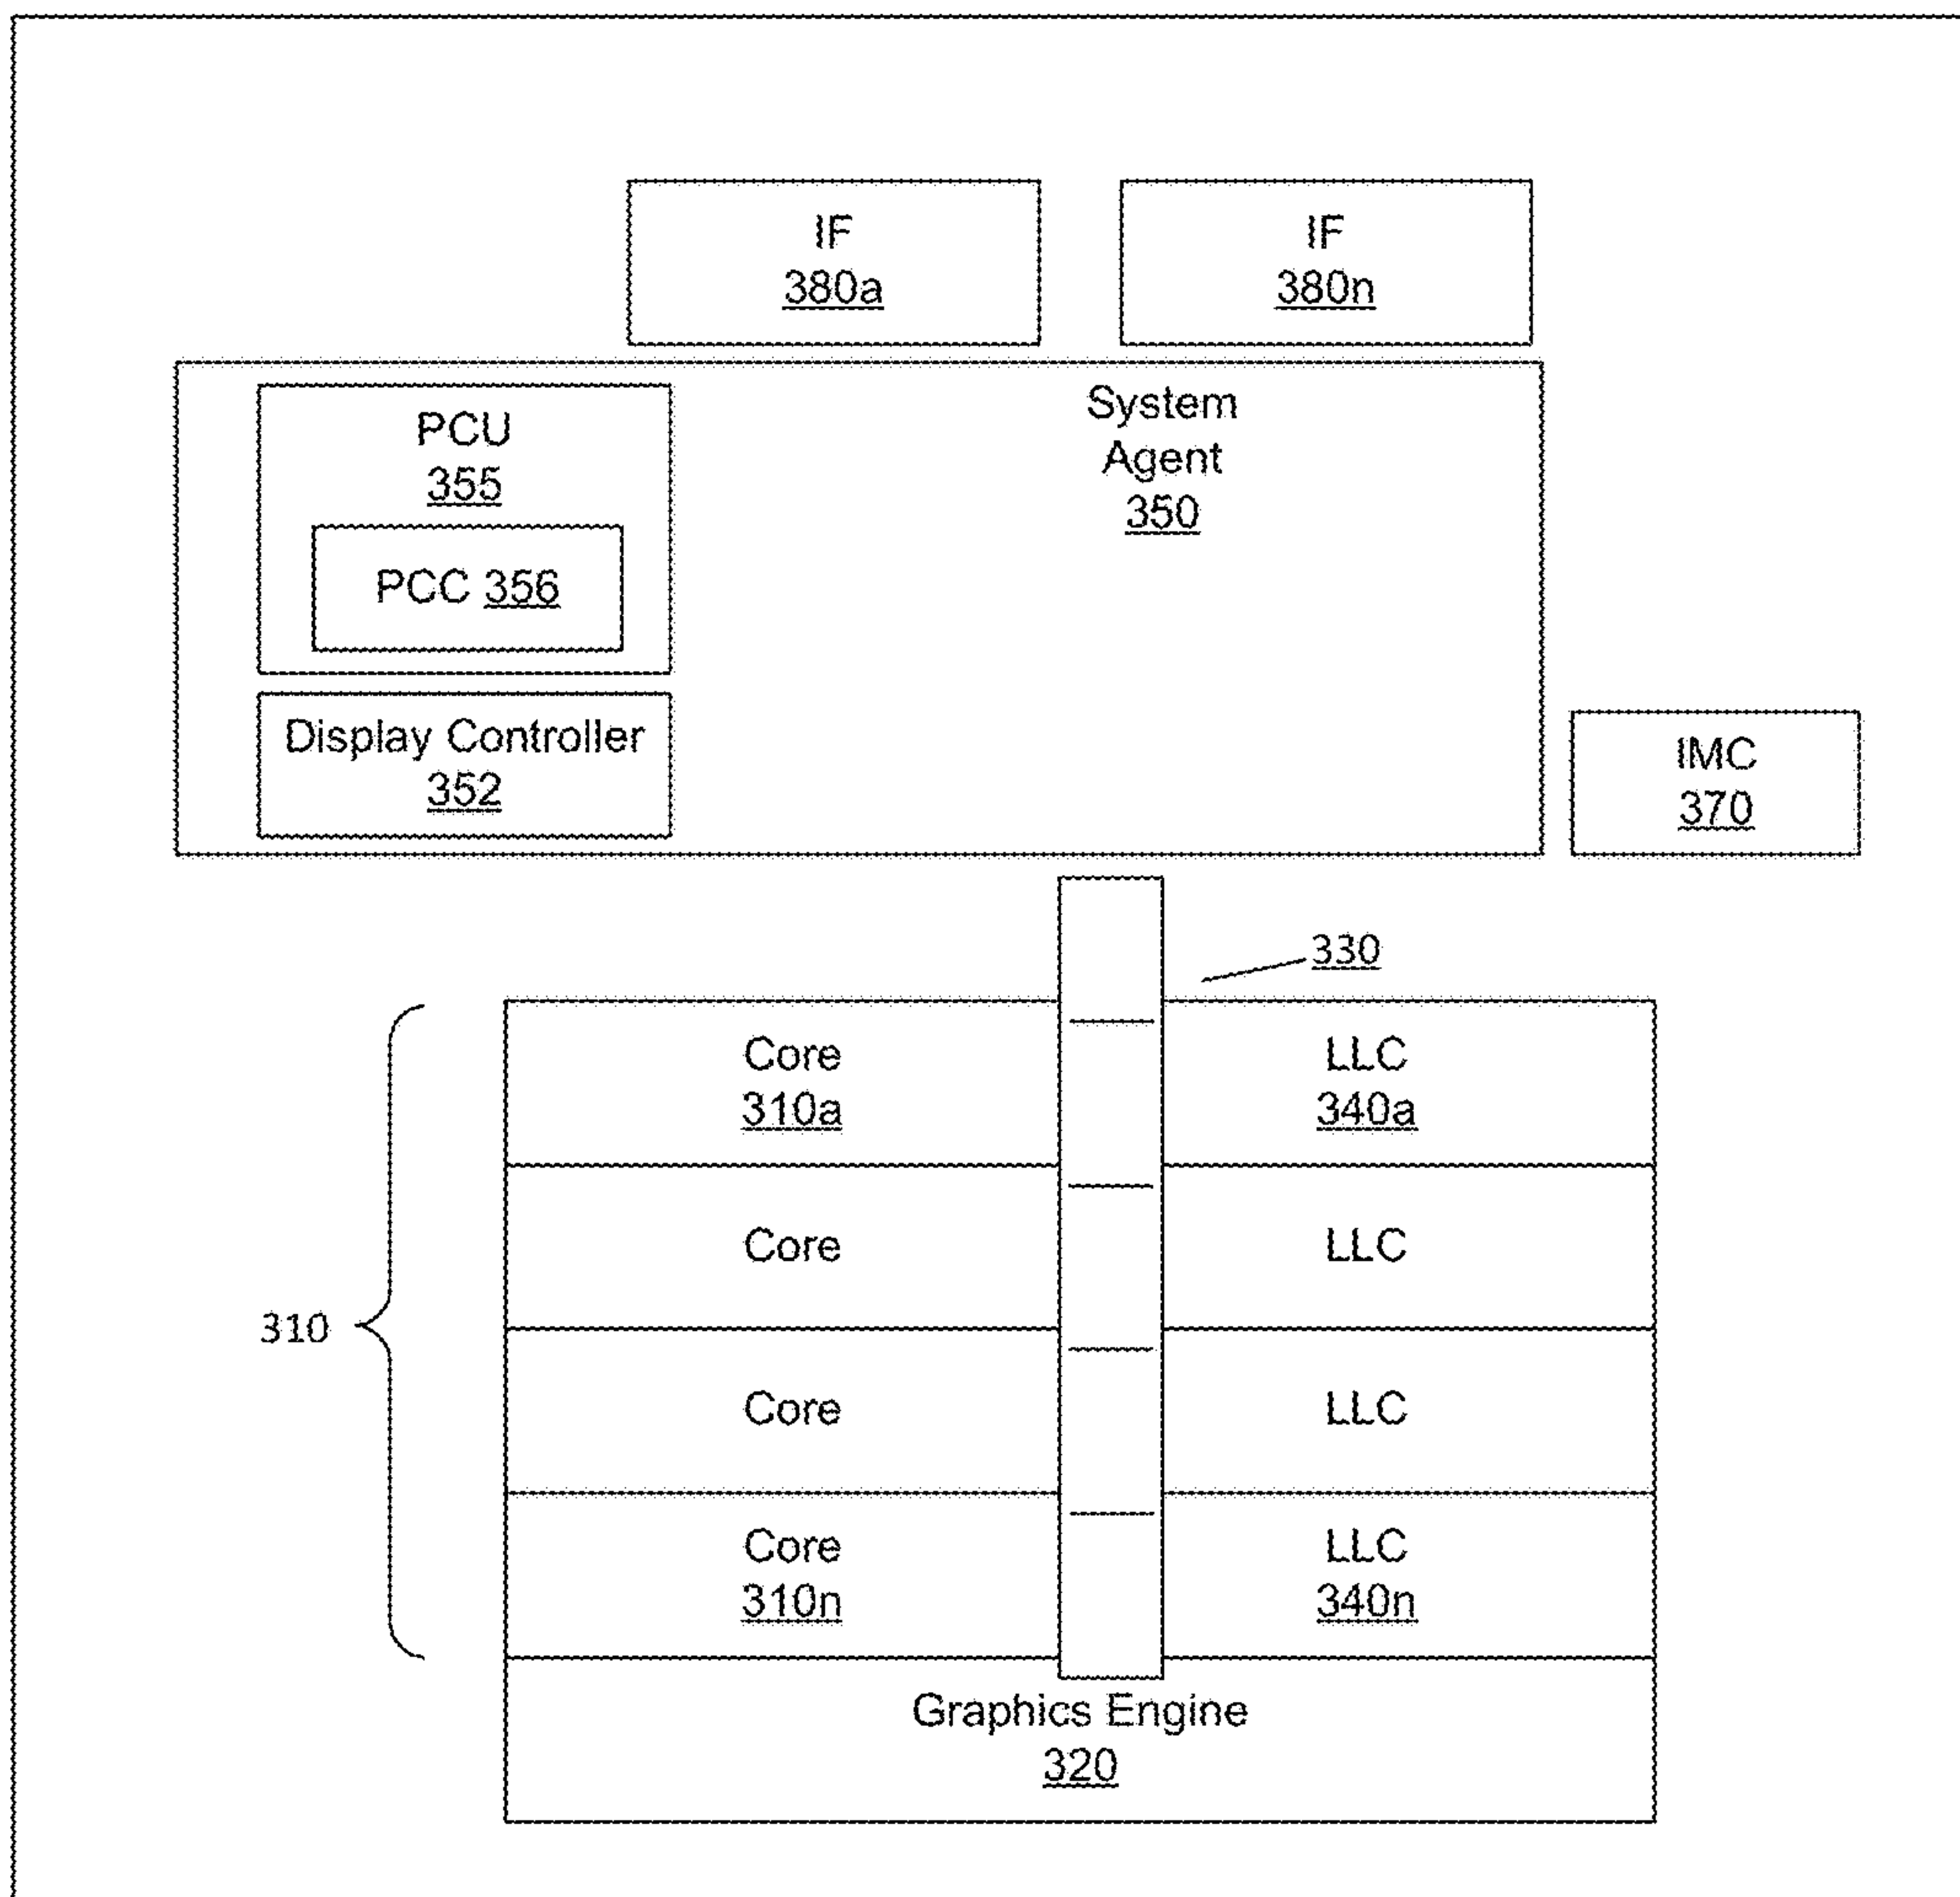 IF
380a
IF
380n
System
Agent
350
PCU
355
PCC 356
Display Controller
352
IMC
370
330
310
Core
310a
LLC
340a
Core
LLC
Core
LLC
Core
310n
LLC
340n
Graphics Engine
320